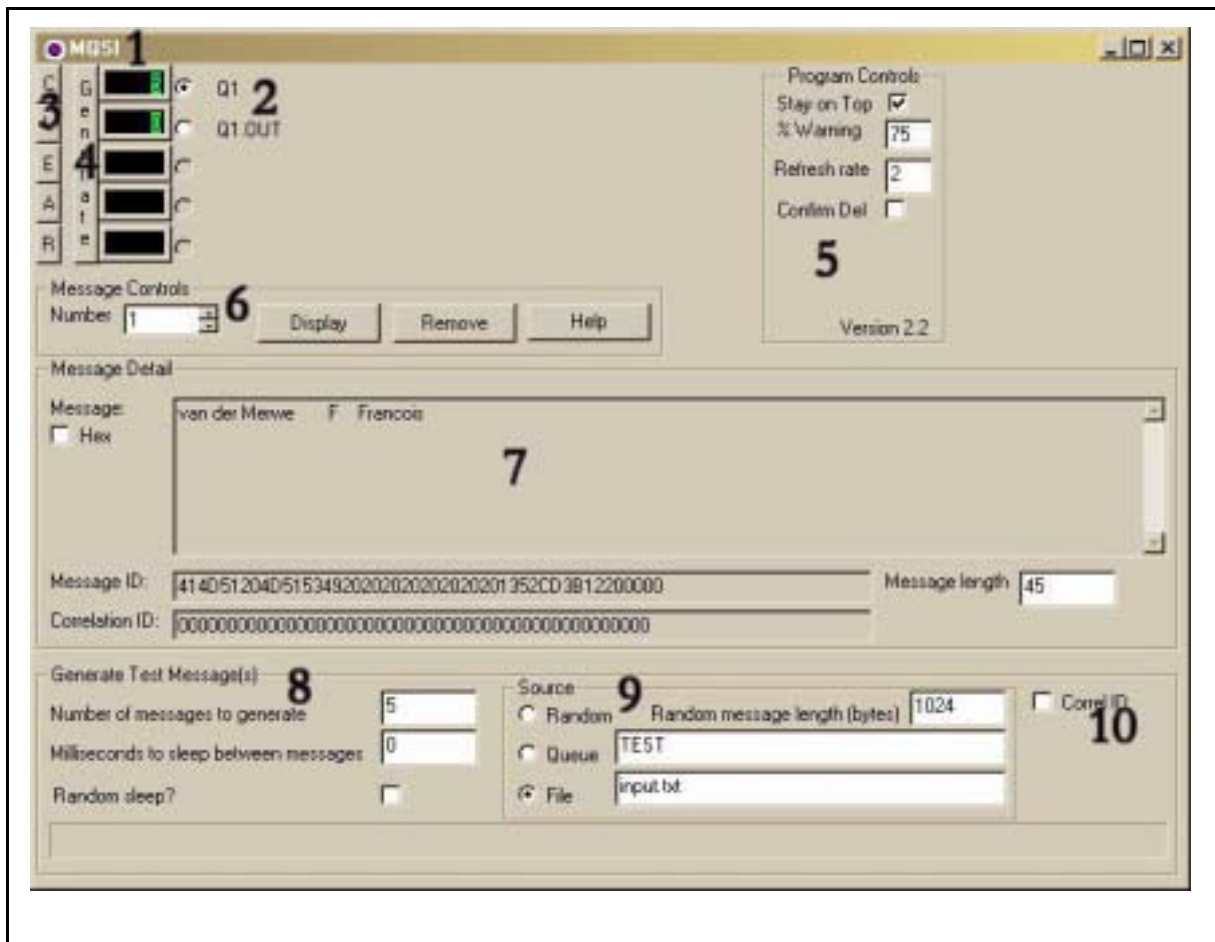 MQSI
1
2
3
4
C
E
A
R
G
e
n
a
t
e
Q1
Q1.OUT
Program Controls
Stay on Top
% Warning 75
Refresh rate 2
Confirm Del
5
Version 2.2
Message Controls
Number 1
6
Display Remove Help
Message Detail
Message:
Hex
van der Merwe F Francois
7
Message ID: 414D51204D51534920202020202020201352CD3B12200000
Message length 45
Correlation ID: 000000000000000000000000000000000000000000000000
Generate Test Message(s)
8
Number of messages to generate 5
Milliseconds to sleep between messages 0
Random sleep?
Source
9
Random Random message length (bytes) 1024
Queue TEST
File input.txt
Correl ID
10